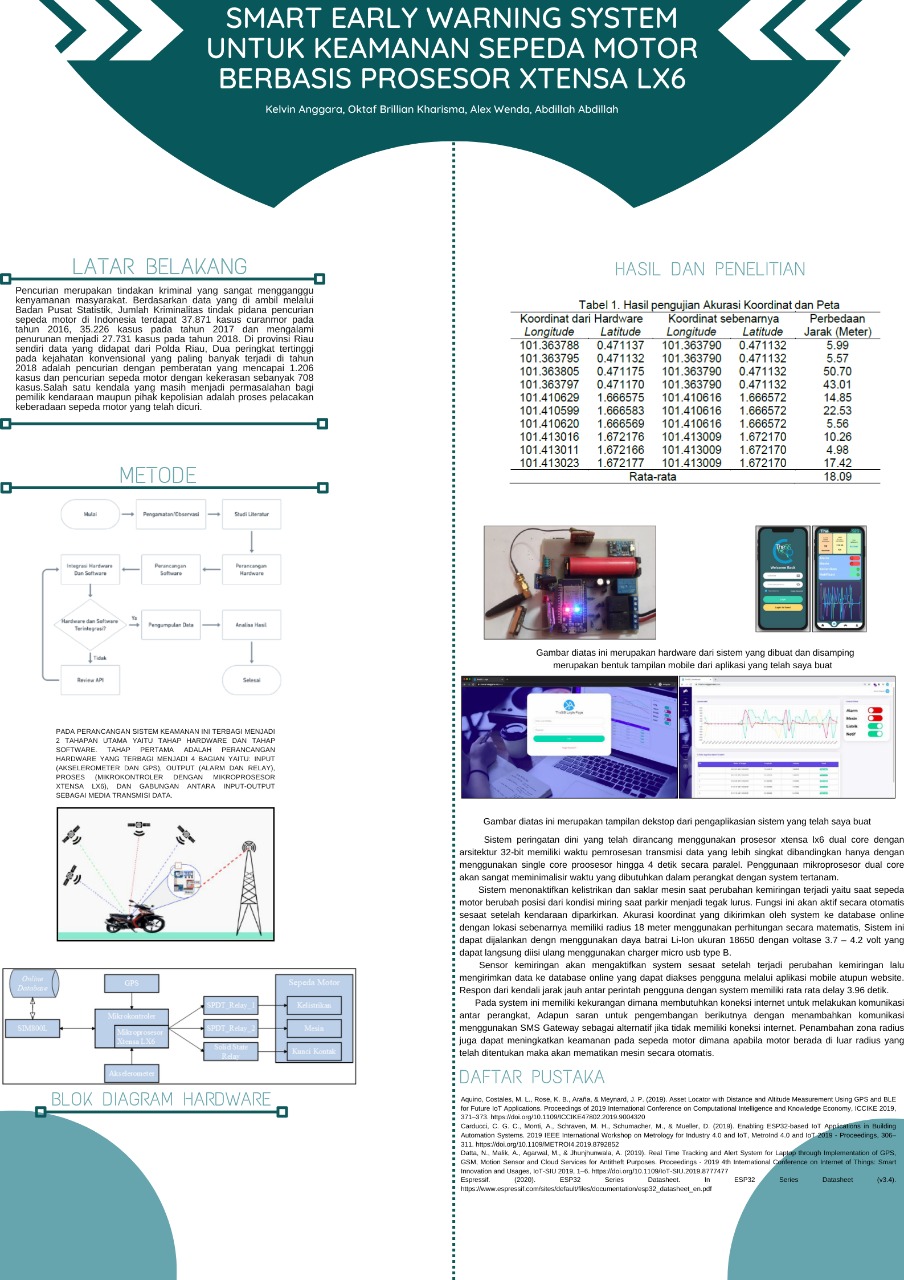 SMART EARLY WARNING SYSTEM
UNTUK KEAMANAN SEPEDA MOTOR
BERBASIS PROSESOR XTENSA LX6
Kelvin Anggara, Oktaf Brillian Kharisma, Alex Wenda, Abdillah Abdillah
LATAR BELAKANG
Pencurian merupakan tindakan kriminal yang sangat mengganggu
kenyamanan masyarakat. Berdasarkan data yang di ambil melalui
Badan Pusat Statistik, Jumlah Kriminalitas tindak pidana pencurian
sepeda motor di Indonesia terdapat 37.871 kasus curanmor pada
tahun 2016, 35.226 kasus pada tahun 2017 dan mengalami
penurunan menjadi 27.731 kasus pada tahun 2018. Di provinsi Riau
sendiri data yang didapat dari Polda Riau, Dua peringkat tertinggi
pada kejahatan konvensional yang paling banyak terjadi di tahun
2018 adalah pencurian dengan pemberatan yang mencapai 1.206
kasus dan pencurian sepeda motor dengan kekerasan sebanyak 708
kasus.Salah satu kendala yang masih menjadi permasalahan bagi
pemilik kendaraan maupun pihak kepolisian adalah proses pelacakan
keberadaan sepeda motor yang telah dicuri.
METODE
Mulai
Pengamatan/Observasi
Studi Literatur
Integrasi Hardware
Dan Software
Perancangan
Software
Perancangan
Hardware
Hardware dan Software
Terintegrasi?
Ya
Pengumpulan Data
Analisa Hasil
Tidak
Review API
Selesai
PADA PERANCANGAN SISTEM KEAMANAN INI TERBAGI MENJADI
2 TAHAPAN UTAMA YAITU TAHAP HARDWARE DAN TAHAP
SOFTWARE. TAHAP PERTAMA ADALAH PERANCANGAN
HARDWARE YANG TERBAGI MENJADI 4 BAGIAN YAITU: INPUT
(AKSELEROMETER DAN GPS), OUTPUT (ALARM DAN RELAY),
PROSES (MIKROKONTROLER DENGAN MIKROPROSESOR
XTENSA LX6), DAN GABUNGAN ANTARA INPUT-OUTPUT
SEBAGAI MEDIA TRANSMISI DATA.
Online
Database
GPS
Sepeda Motor
SIM800L
Mikrokontroler
Mikroprosesor
Xtensa LX6
SPDT_Relay_1
Kelistrikan
SPDT_Relay_2
Mesin
Solid State
Relay
Kunci Kontak
Akselerometer
BLOK DIAGRAM HARDWARE
HASIL DAN PENELITIAN
Tabel 1. Hasil pengujian Akurasi Koordinat dan Peta
Koordinat dari Hardware Koordinat sebenarnya Perbedaan
Longitude Latitude Longitude Latitude Jarak (Meter)
101.363788 0.471137 101.363790 0.471132 5.99
101.363795 0.471132 101.363790 0.471132 5.57
101.363805 0.471175 101.363790 0.471132 50.70
101.363797 0.471170 101.363790 0.471132 43.01
101.410629 1.666575 101.410616 1.666572 14.85
101.410599 1.666583 101.410616 1.666572 22.53
101.410620 1.666569 101.410616 1.666572 5.56
101.413016 1.672176 101.413009 1.672170 10.26
101.413011 1.672166 101.413009 1.672170 4.98
101.413023 1.672177 101.413009 1.672170 17.42
Rata-rata 18.09
Welcome Back
Gambar diatas ini merupakan hardware dari sistem yang dibuat dan disamping
merupakan bentuk tampilan mobile dari aplikasi yang telah saya buat
Alarm
Mesin
Listrik
Notif
Gambar diatas ini merupakan tampilan dekstop dari pengaplikasian sistem yang telah saya buat
Sistem peringatan dini yang telah dirancang menggunakan prosesor xtensa lx6 dual core dengan
arsitektur 32-bit memiliki waktu pemrosesan transmisi data yang lebih singkat dibandingkan hanya dengan
menggunakan single core proosesor hingga 4 detik secara paralel. Penggunaan mikroprosesor dual core
akan sangat meminimalisir waktu yang dibutuhkan dalam perangkat dengan system tertanam.
Sistem menonaktifkan kelistrikan dan saklar mesin saat perubahan kemiringan terjadi yaitu saat sepeda
motor berubah posisi dari kondisi miring saat parkir menjadi tegak lurus. Fungsi ini akan aktif secara otomatis
sesaat setelah kendaraan diparkirkan. Akurasi koordinat yang dikirimkan oleh system ke database online
dengan lokasi sebenarnya memiliki radius 18 meter menggunakan perhitungan secara matematis, Sistem ini
dapat dijalankan dengn menggunakan daya batrai Li-Ion ukuran 18650 dengan voltase 3.7 – 4.2 volt yang
dapat langsung diisi ulang menggunakan charger micro usb type B.
Sensor kemiringan akan mengaktifkan system sesaat setelah terjadi perubahan kemiringan lalu
mengirimkan data ke database online yang dapat diakses pengguna melalui aplikasi mobile atupun website.
Respon dari kendali jarak jauh antar perintah pengguna dengan system memiliki rata rata delay 3.96 detik.
Pada system ini memiliki kekurangan dimana membutuhkan koneksi internet untuk melakukan komunikasi
antar perangkat, Adapun saran untuk pengembangan berikutnya dengan menambahkan komunikasi
menggunakan SMS Gateway sebagai alternatif jika tidak memiliki koneksi internet. Penambahan zona radius
juga dapat meningkatkan keamanan pada sepeda motor dimana apabila motor berada di luar radius yang
telah ditentukan maka akan mematikan mesin secara otomatis.
DAFTAR PUSTAKA
Aquino, Costales, M. L., Rose, K. B., Araña, & Meynard, J. P. (2019). Asset Locator with Distance and Altitude Measurement Using GPS and BLE
for Future IoT Applications. Proceedings of 2019 International Conference on Computational Intelligence and Knowledge Economy, ICCIKE 2019,
371–373. https://doi.org/10.1109/ICCIKE47802.2019.9004320
Carducci, C. G. C., Monti, A., Schraven, M. H., Schumacher, M., & Mueller, D. (2019). Enabling ESP32-based IoT Applications in Building
Automation Systems. 2019 IEEE International Workshop on Metrology for Industry 4.0 and IoT, MetroInd 4.0 and IoT 2019 - Proceedings, 306–
311. https://doi.org/10.1109/METROI4.2019.8792852
Datta, N., Malik, A., Agarwal, M., & Jhunjhunwala, A. (2019). Real Time Tracking and Alert System for Laptop through Implementation of GPS,
GSM, Motion Sensor and Cloud Services for Antitheft Purposes. Proceedings - 2019 4th International Conference on Internet of Things: Smart
Innovation and Usages, IoT-SIU 2019, 1–6. https://doi.org/10.1109/IoT-SIU.2019.8777477
Espressif. (2020). ESP32 Series Datasheet. In ESP32 Series Datasheet (v3.4).
https://www.espressif.com/sites/default/files/documentation/esp32_datasheet_en.pdf